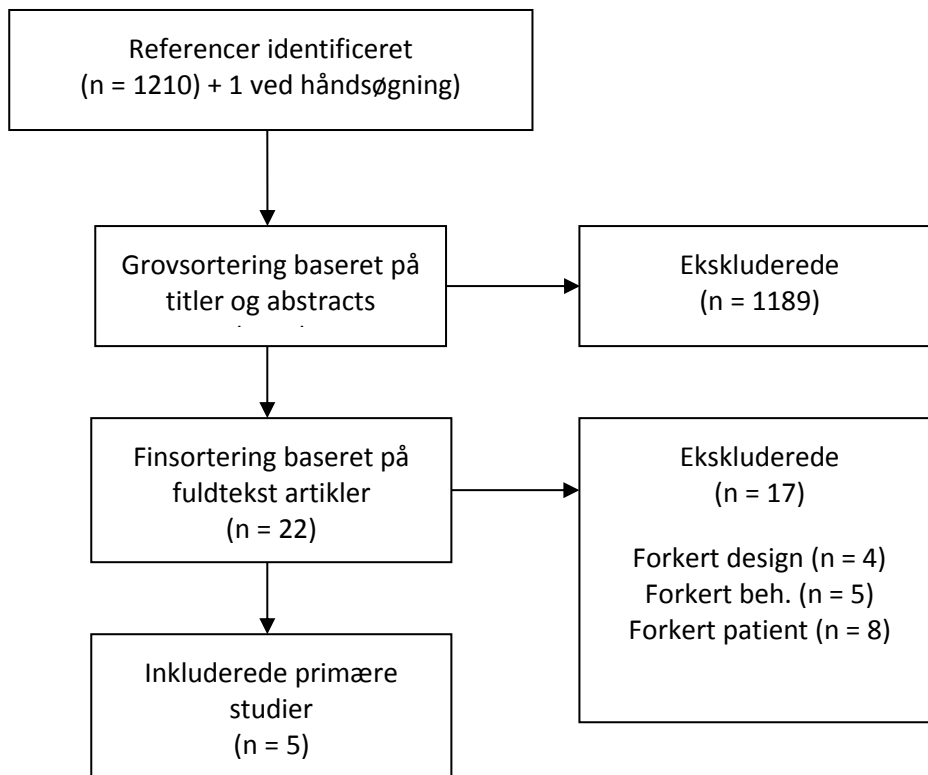 Referencer identificeret
(n = 1210) + 1 ved håndsøgning)
Grovsortering baseret på
titler og abstracts
Ekskluderede
(n = 1189)
Finsortering baseret på
fuldtekst artikler
(n = 22)
Ekskluderede
(n = 17)
Forkert design (n = 4)
Forkert beh. (n = 5)
Forkert patient (n = 8)
Inkluderede primære
studier
(n = 5)